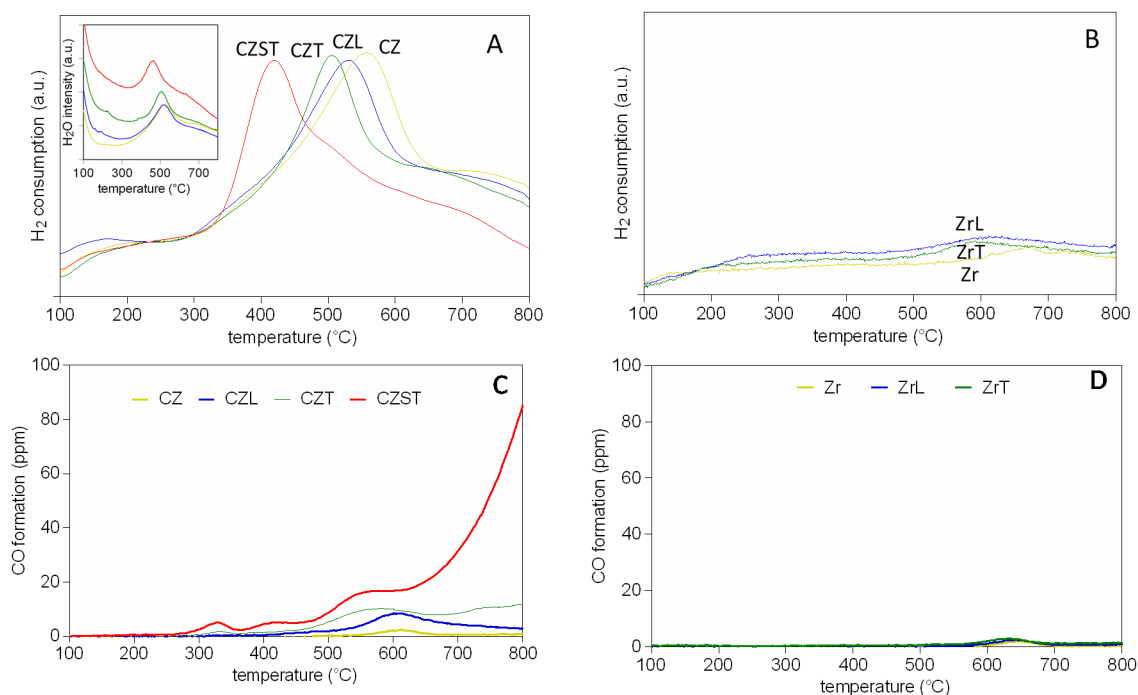 A
CZST CZT CZL CZ
H₂ consumption (a.u.)
H₂O intensity (a.u.)
100 300 500 700
temperature (°C)
100 200 300 400 500 600 700 800
temperature (°C)
B
H₂ consumption (a.u.)
ZrL
ZrT
Zr
100 200 300 400 500 600 700 800
temperature (°C)
C
CZ CZL CZT CZST
CO formation (ppm)
100
80
60
40
20
0
100 200 300 400 500 600 700 800
temperature (°C)
D
Zr ZrL ZrT
CO formation (ppm)
100
80
60
40
20
0
100 200 300 400 500 600 700 800
temperature (°C)